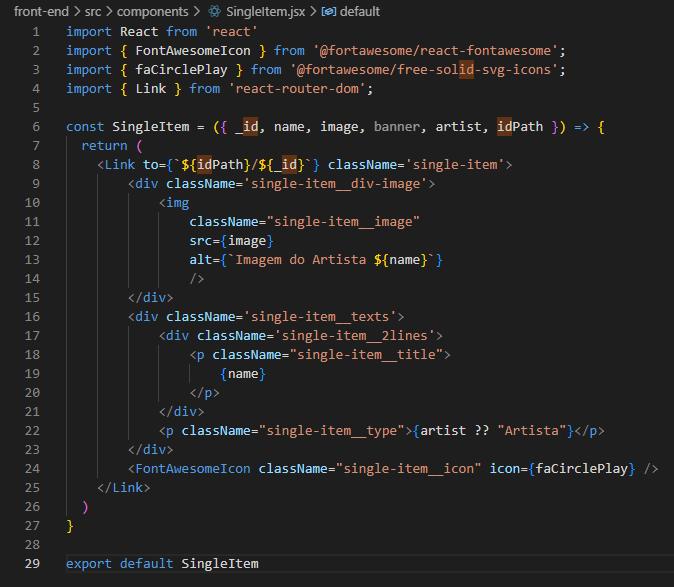 front-end > src > components > SingleItem.jsx > default
1 import React from 'react'
2 import { FontAwesomeIcon } from '@fortawesome/react-fontawesome';
3 import { faCirclePlay } from '@fortawesome/free-solid-svg-icons';
4 import { Link } from 'react-router-dom';
5
6 const SingleItem = ({ _id, name, image, banner, artist, idPath }) => {
7   return (
8     <Link to={`${idPath}/${_id}`} className='single-item'>
9         <div className='single-item__div-image'>
10             <img
11                 className="single-item__image"
12                 src={image}
13                 alt={`Imagem do Artista ${name}`}
14                 />
15         </div>
16         <div className='single-item__texts'>
17             <div className='single-item__2lines'>
18                 <p className="single-item__title">
19                     {name}
20                 </p>
21             </div>
22             <p className="single-item__type">{artist ?? "Artista"}</p>
23         </div>
24         <FontAwesomeIcon className="single-item__icon" icon={faCirclePlay} />
25     </Link>
26   )
27 }
28
29 export default SingleItem